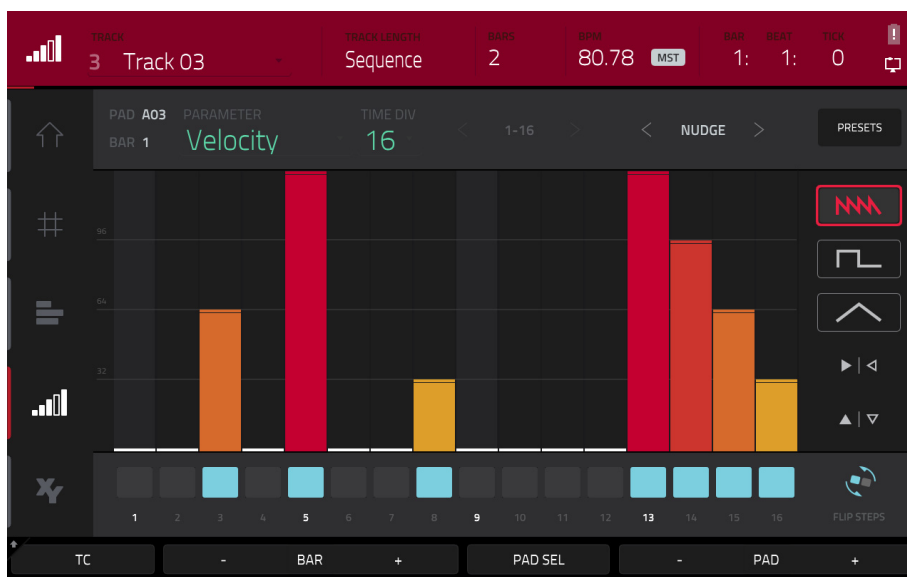 TRACK TRACK LENGTH BARS BPM BAR BEAT TICK !
3 Track 03 Sequence 2 80.78 MST 1: 1: 0
PAD A03 PARAMETER TIME DIV
BAR 1 Velocity 16 < 1-16 > < NUDGE > PRESETS
96
64
32
XY
1 2 3 4 5 6 7 8 9 10 11 12 13 14 15 16 FLIP STEPS
TC - BAR + PAD SEL - PAD +